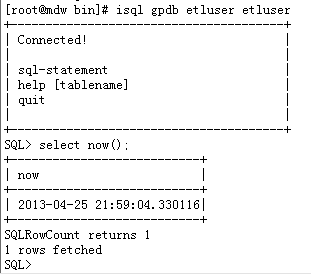 [root@mdw bin]# isql gpdb etluser etluser
+---------------------------------------+
| Connected!                            |
|                                       |
| sql-statement                         |
| help [tablename]                      |
| quit                                  |
|                                       |
+---------------------------------------+
SQL> select now();
+---------------------------+
| now                       |
+---------------------------+
| 2013-04-25 21:59:04.330116|
+---------------------------+
SQLRowCount returns 1
1 rows fetched
SQL>